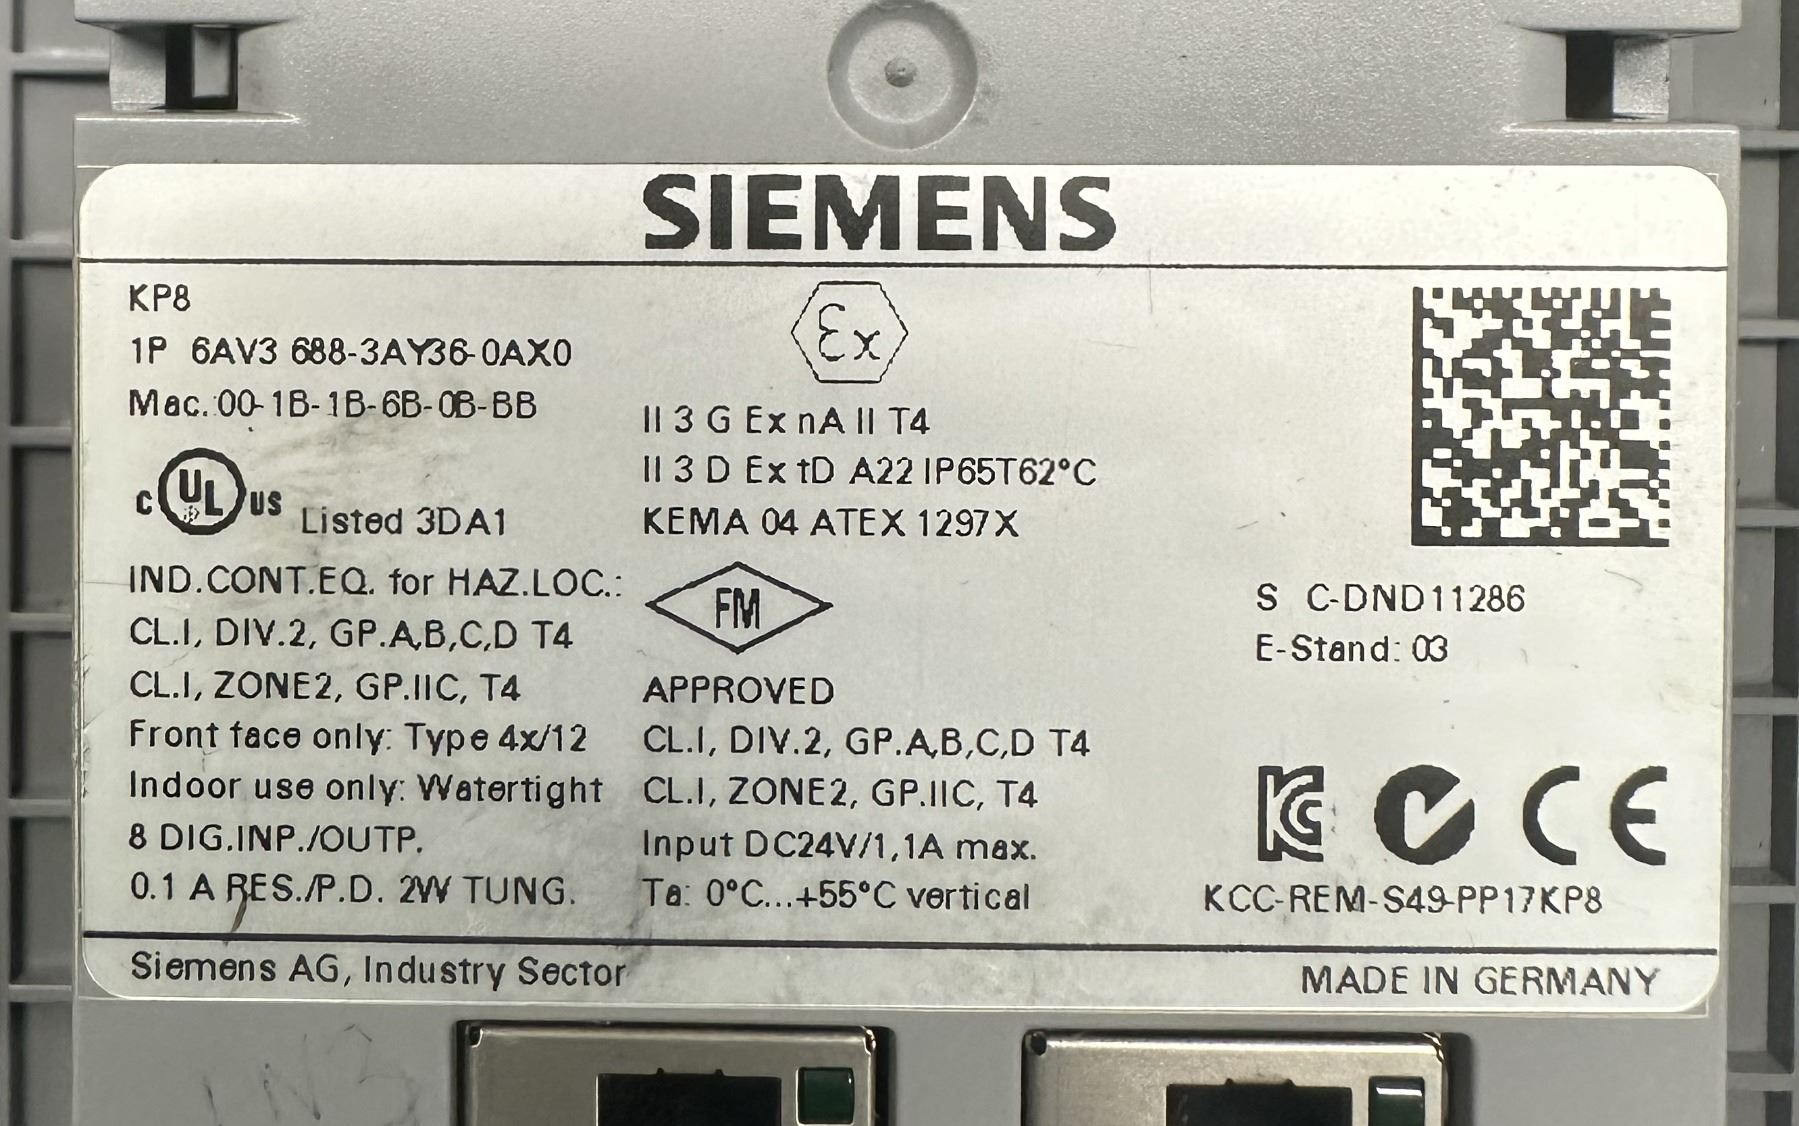 SIEMENS
KP8
1P 6AV3 688-3AY36-0AX0
Mac.:00-1B-1B-6B-0B-BB
C UL US Listed 3DA1
IND.CONT.EQ. for HAZ.LOC.:
CL.I, DIV.2, GP.A,B,C,D T4
CL.I, ZONE2, GP.IIC, T4
Front face only: Type 4x/12
Indoor use only: Watertight
8 DIG.INP./OUTP.
0.1 A RES./P.D. 2W TUNG.
Ex
II 3 G Ex nA II T4
II 3 D Ex tD A22 IP65T62°C
KEMA 04 ATEX 1297X
FM
APPROVED
CL.I, DIV.2, GP.A,B,C,D T4
CL.I, ZONE2, GP.IIC, T4
Input DC24V/1,1A max.
Ta: 0°C...+55°C vertical
S C-DND11286
E-Stand: 03
KC CE
KCC-REM-S49-PP17KP8
Siemens AG, Industry Sector
MADE IN GERMANY